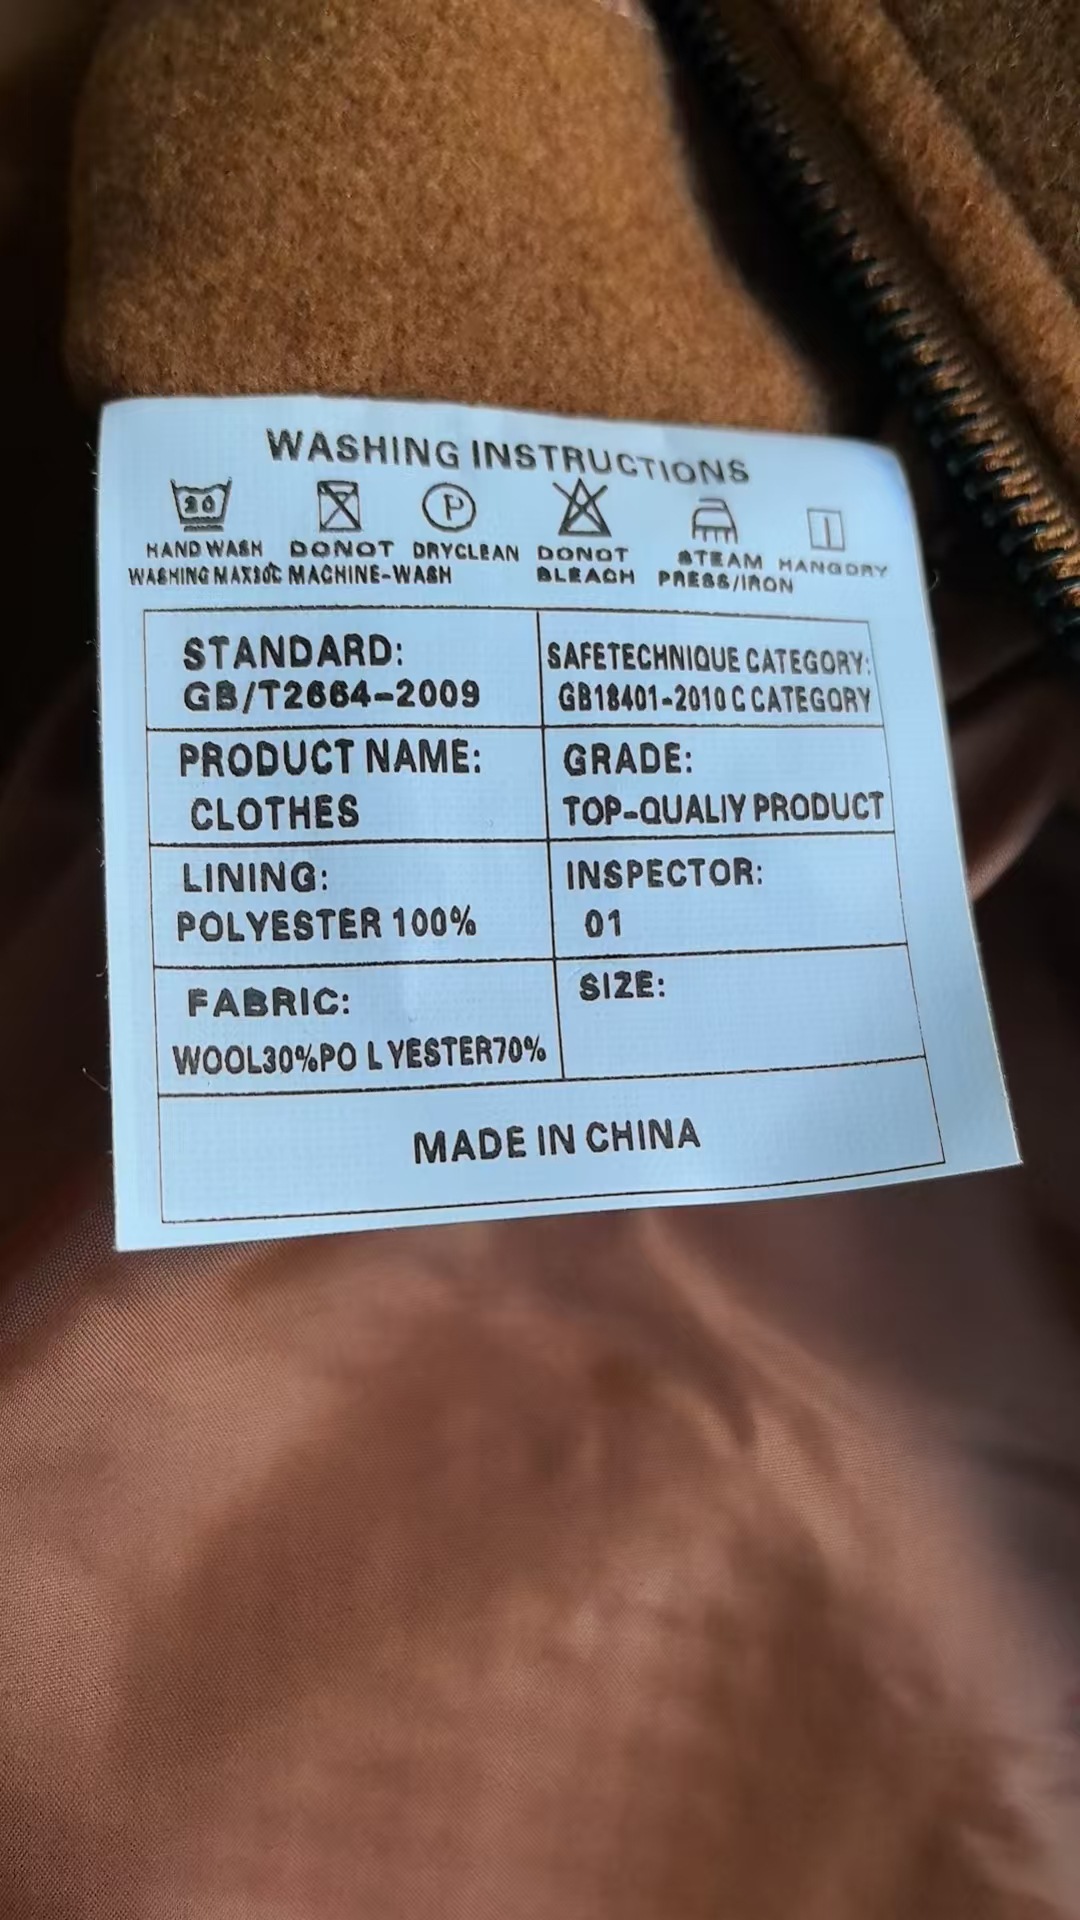 WASHING INSTRUCTIONS
30 P
HAND WASH DONOT DRYCLEAN DONOT STEAM HANGDRY
WASHING MAX30C MACHINE-WASH BLEACH PRESS/IRON
STANDARD:
GB/T2664-2009
SAFETECHNIQUE CATEGORY:
GB18401-2010 C CATEGORY
PRODUCT NAME:
CLOTHES
GRADE:
TOP-QUALIY PRODUCT
LINING:
POLYESTER 100%
INSPECTOR:
01
FABRIC:
WOOL30%PO L YESTER70%
SIZE:
MADE IN CHINA